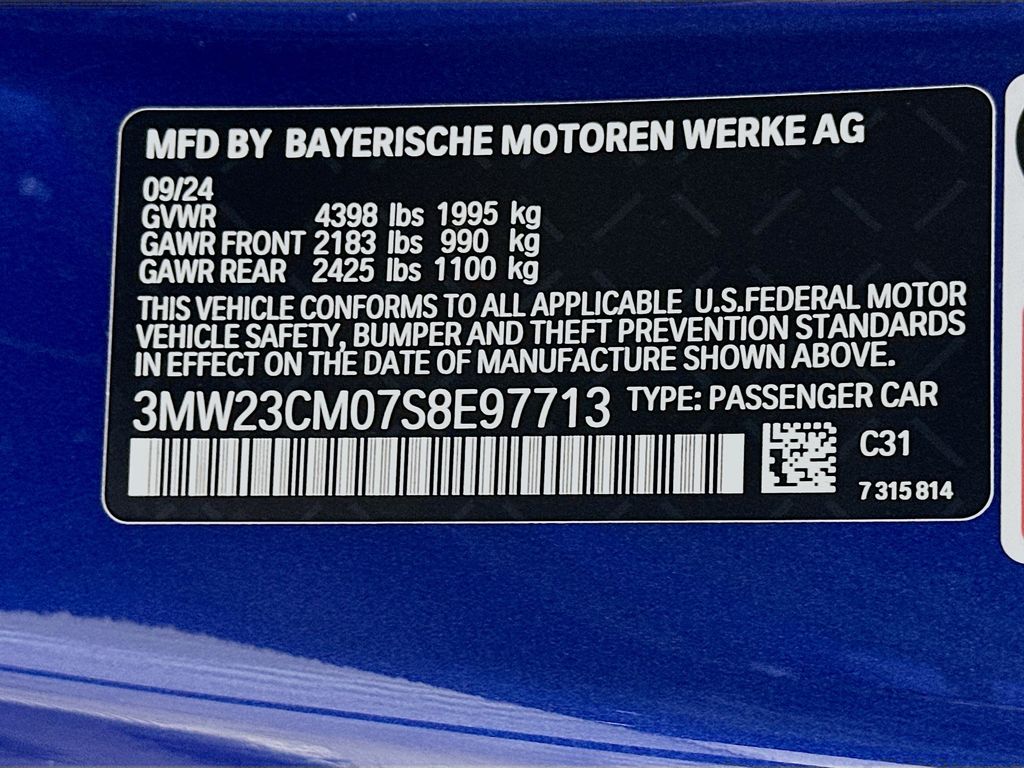 MFD BY BAYERISCHE MOTOREN WERKE AG
09/24
GVWR 4398 lbs 1995 kg
GAWR FRONT 2183 lbs 990 kg
GAWR REAR 2425 lbs 1100 kg
THIS VEHICLE CONFORMS TO ALL APPLICABLE U.S.FEDERAL MOTOR
VEHICLE SAFETY, BUMPER AND THEFT PREVENTION STANDARDS
IN EFFECT ON THE DATE OF MANUFACTURE SHOWN ABOVE.
3MW23CM07S8E97713 TYPE: PASSENGER CAR
C31
7 315 814